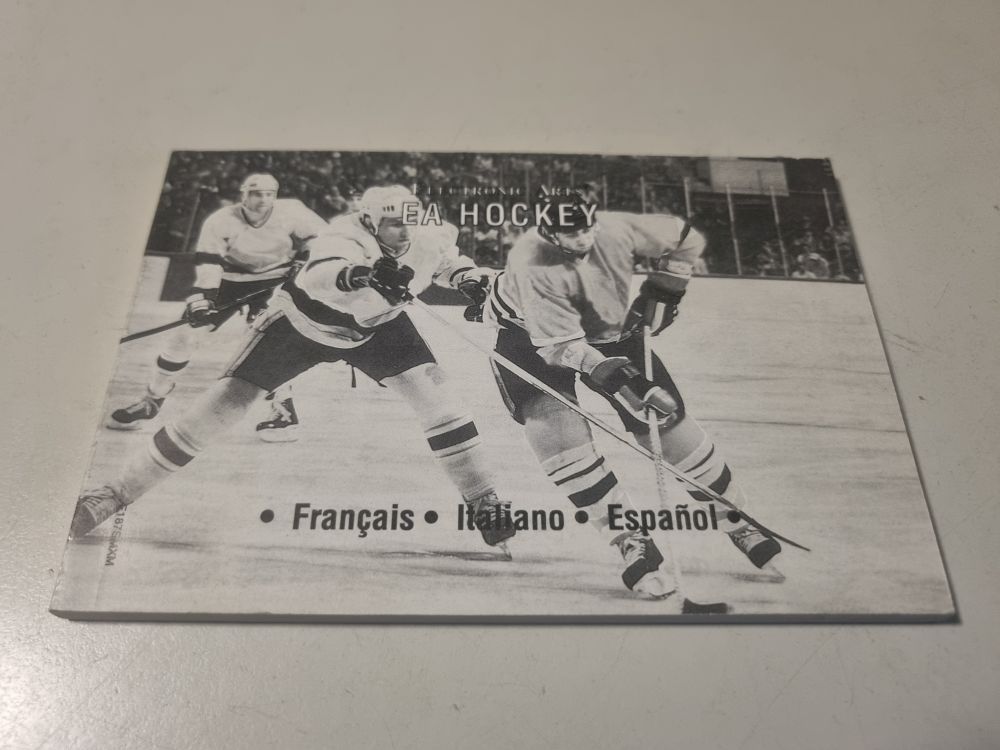 ELECTRONIC ARTS
EA HOCKEY
• Français • Italiano • Español •